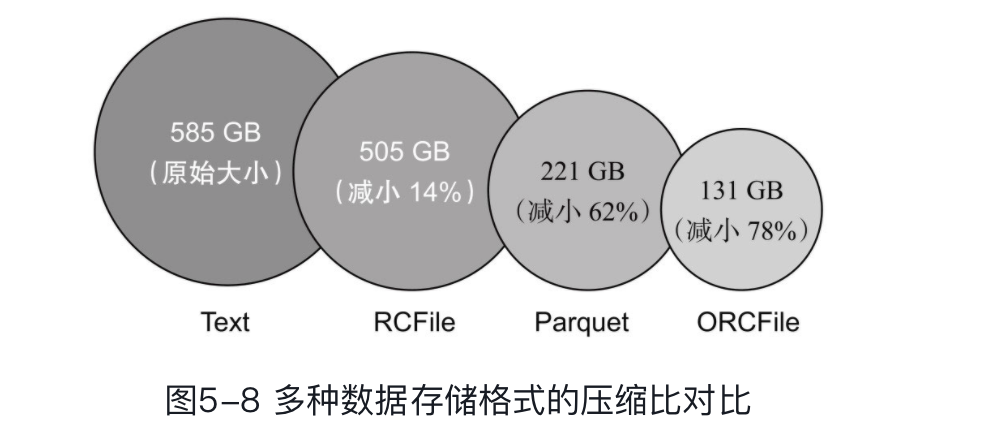 585 GB
（原始大小）
505 GB
（减小 14%）
221 GB
（减小 62%）
131 GB
（减小 78%）
Text
RCFile
Parquet
ORCFile
图5-8 多种数据存储格式的压缩比对比